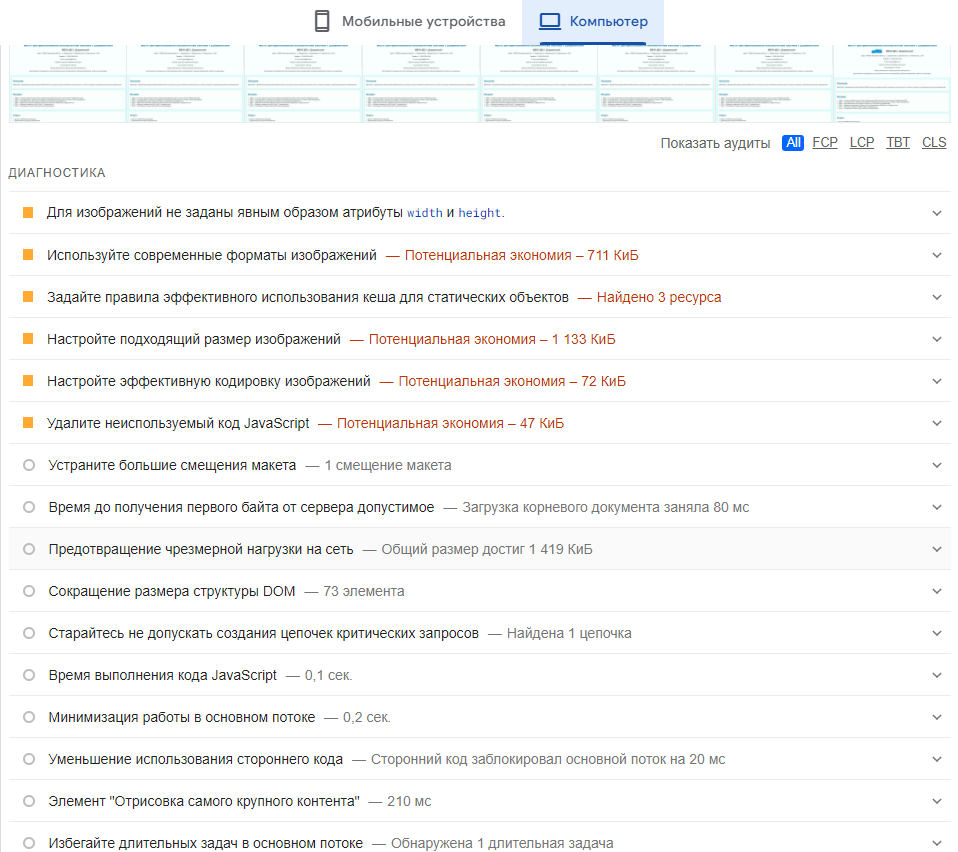 Мобильные устройства Компьютер
Показать аудиты All FCP LCP TBT CLS
ДИАГНОСТИКА
Для изображений не заданы явным образом атрибуты width и height.
Используйте современные форматы изображений — Потенциальная экономия – 711 КиБ
Задайте правила эффективного использования кеша для статических объектов — Найдено 3 ресурса
Настройте подходящий размер изображений — Потенциальная экономия – 1 133 КиБ
Настройте эффективную кодировку изображений — Потенциальная экономия – 72 КиБ
Удалите неиспользуемый код JavaScript — Потенциальная экономия – 47 КиБ
Устраните большие смещения макета — 1 смещение макета
Время до получения первого байта от сервера допустимое — Загрузка корневого документа заняла 80 мс
Предотвращение чрезмерной нагрузки на сеть — Общий размер достиг 1 419 КиБ
Сокращение размера структуры DOM — 73 элемента
Старайтесь не допускать создания цепочек критических запросов — Найдена 1 цепочка
Время выполнения кода JavaScript — 0,1 сек.
Минимизация работы в основном потоке — 0,2 сек.
Уменьшение использования стороннего кода — Сторонний код заблокировал основной поток на 20 мс
Элемент "Отрисовка самого крупного контента" — 210 мс
Избегайте длительных задач в основном потоке — Обнаружена 1 длительная задача